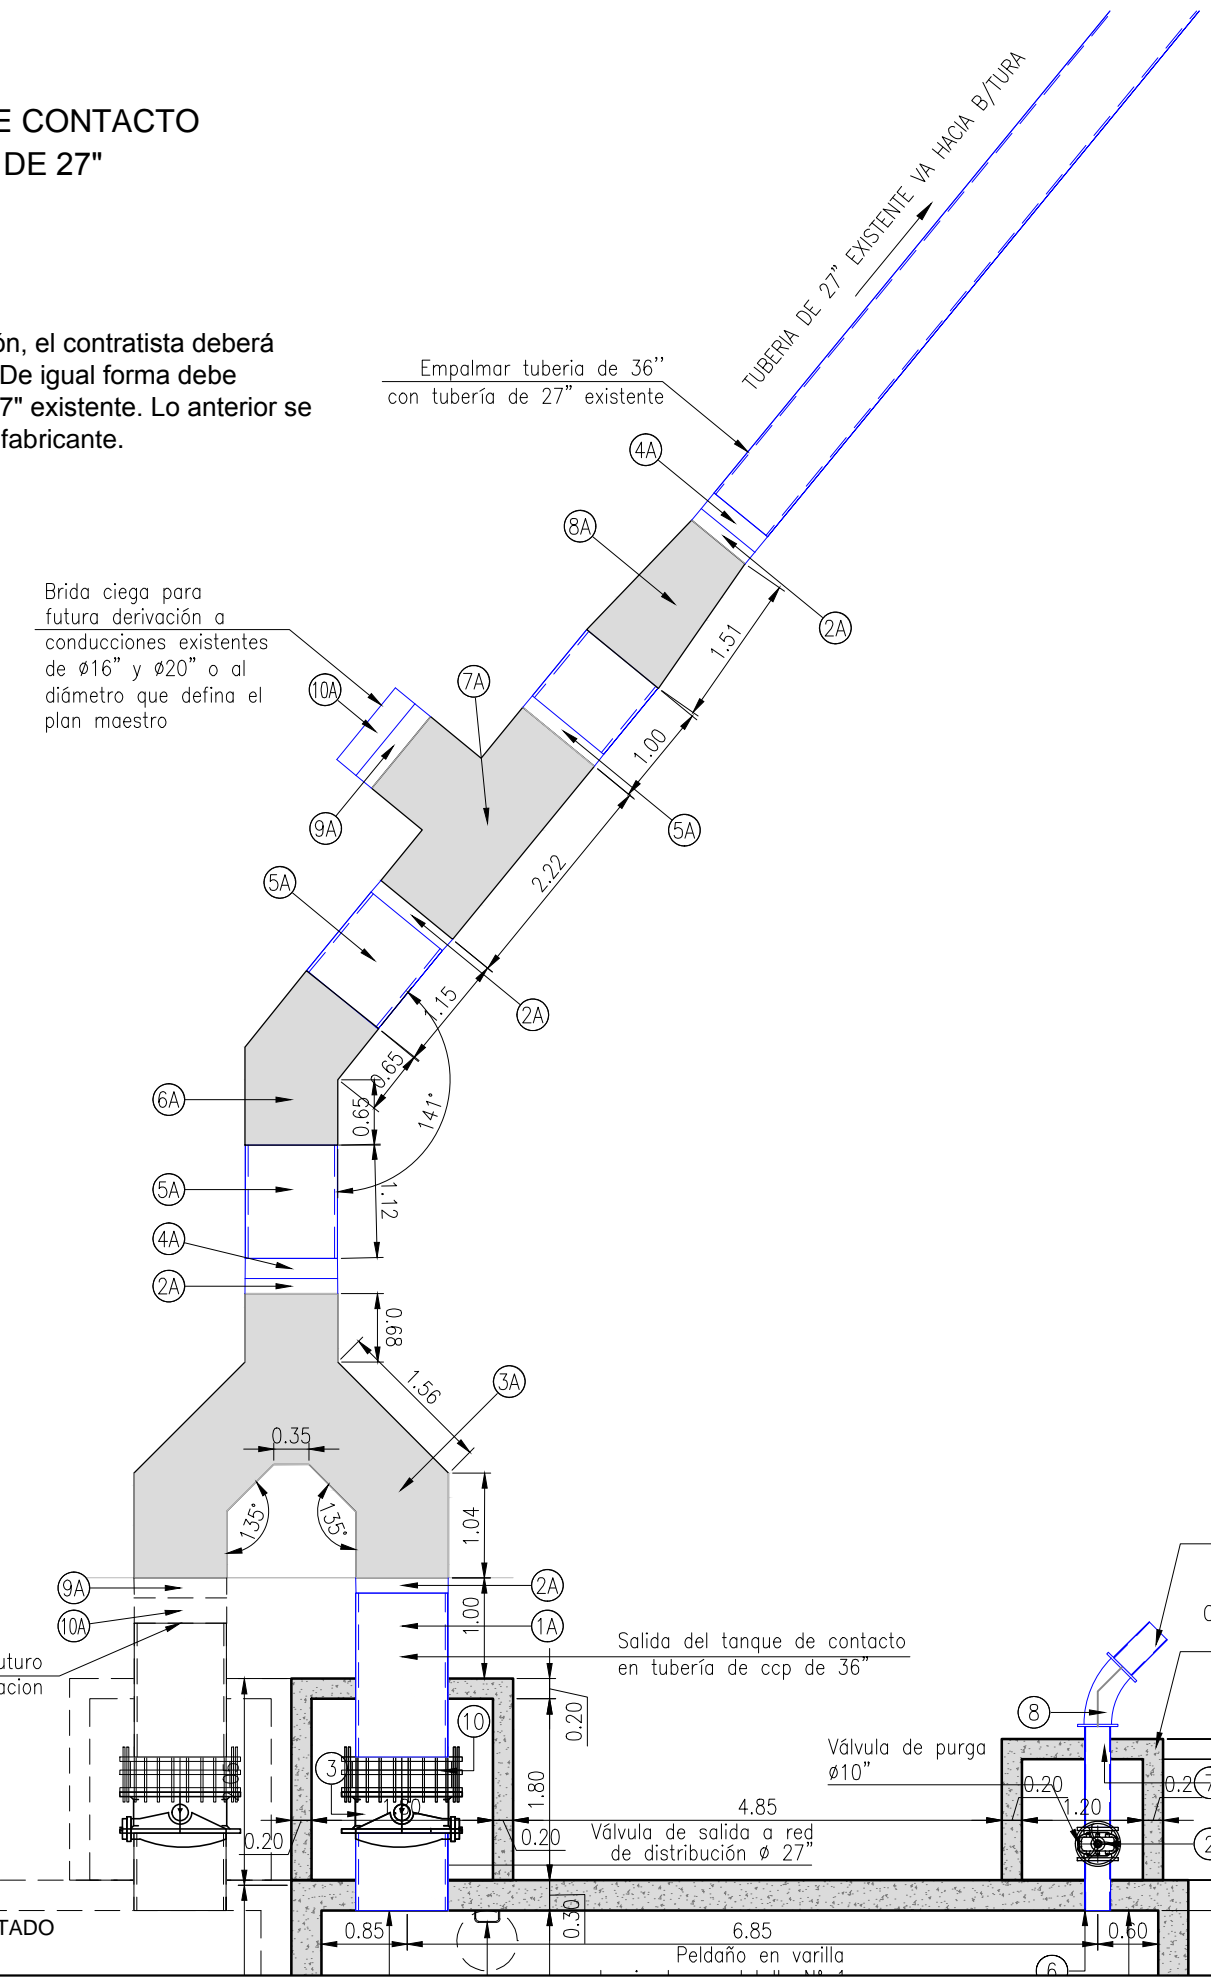 E CONTACTO
DE 27"
ón, el contratista deberá
De igual forma debe
7" existente. Lo anterior se
fabricante.
TUBERIA DE 27" EXISTENTE VA HACIA B/TURA
Empalmar tuberia de 36''
con tubería de 27" existente
4A
8A
2A
1.51
Brida ciega para
futura derivación a
conducciones existentes
de ø16" y ø20" o al
diámetro que defina el
plan maestro
10A
7A
1.00
9A
5A
2.22
5A
2A
1.15
0.65
0.65
141°
6A
5A
1.12
4A
2A
0.68
1.56
3A
0.35
135°
135°
1.04
9A
2A
10A
1A
1.00
Salida del tanque de contacto
en tubería de ccp de 36"
uturo
acion
0.20
10
8
3
Válvula de purga
ø10"
1.80
4.85
0.20
1.20
0.20
7
0.20
0.20
Válvula de salida a red
de distribución ø 27"
2
TADO
0.85
0.30
6.85
0.60
Peldaño en varilla
6